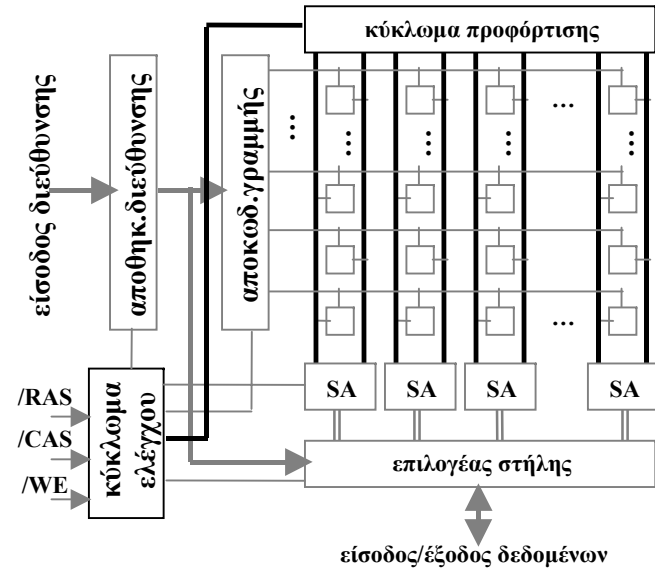 κύκλωμα προφόρτισης
είσοδος διεύθυνσης
αποθηκ.διεύθυνσης
αποκωδ.γραμμής
...
...
...
...
...
...
SA
SA
SA
SA
/RAS
/CAS
/WE
κύκλωμα
ελέγχου
επιλογέας στήλης
...
είσοδος/έξοδος δεδομένων